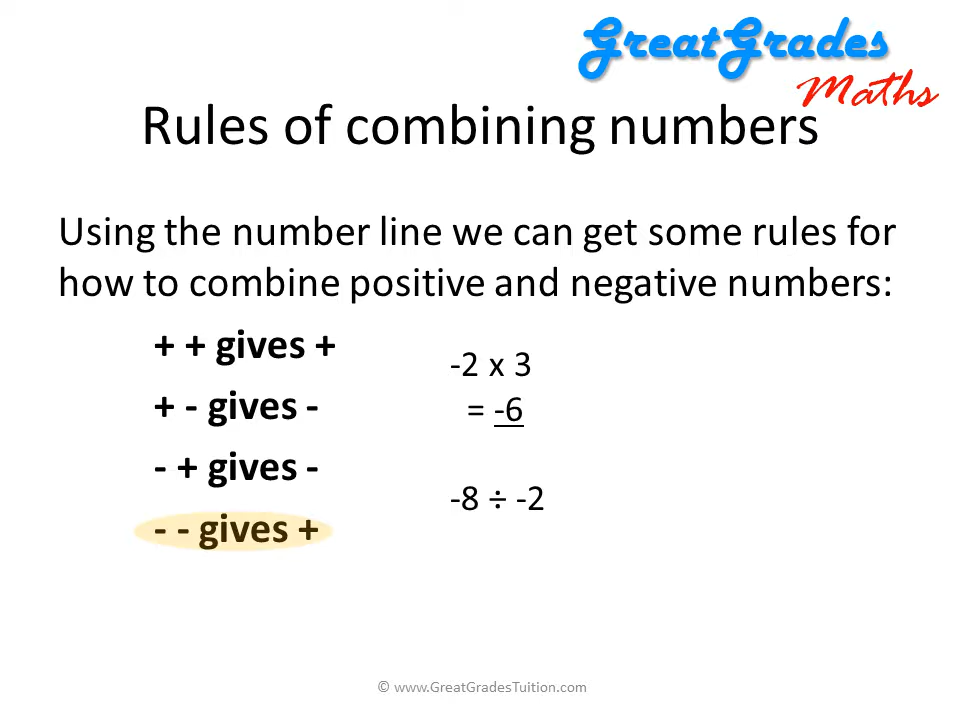 GreatGrades
Maths
Rules of combining numbers
Using the number line we can get some rules for
how to combine positive and negative numbers:
+ + gives +
+ - gives -
- + gives -
- - gives +
-2 x 3
= -6
-8 ÷ -2
© www.GreatGradesTuition.com